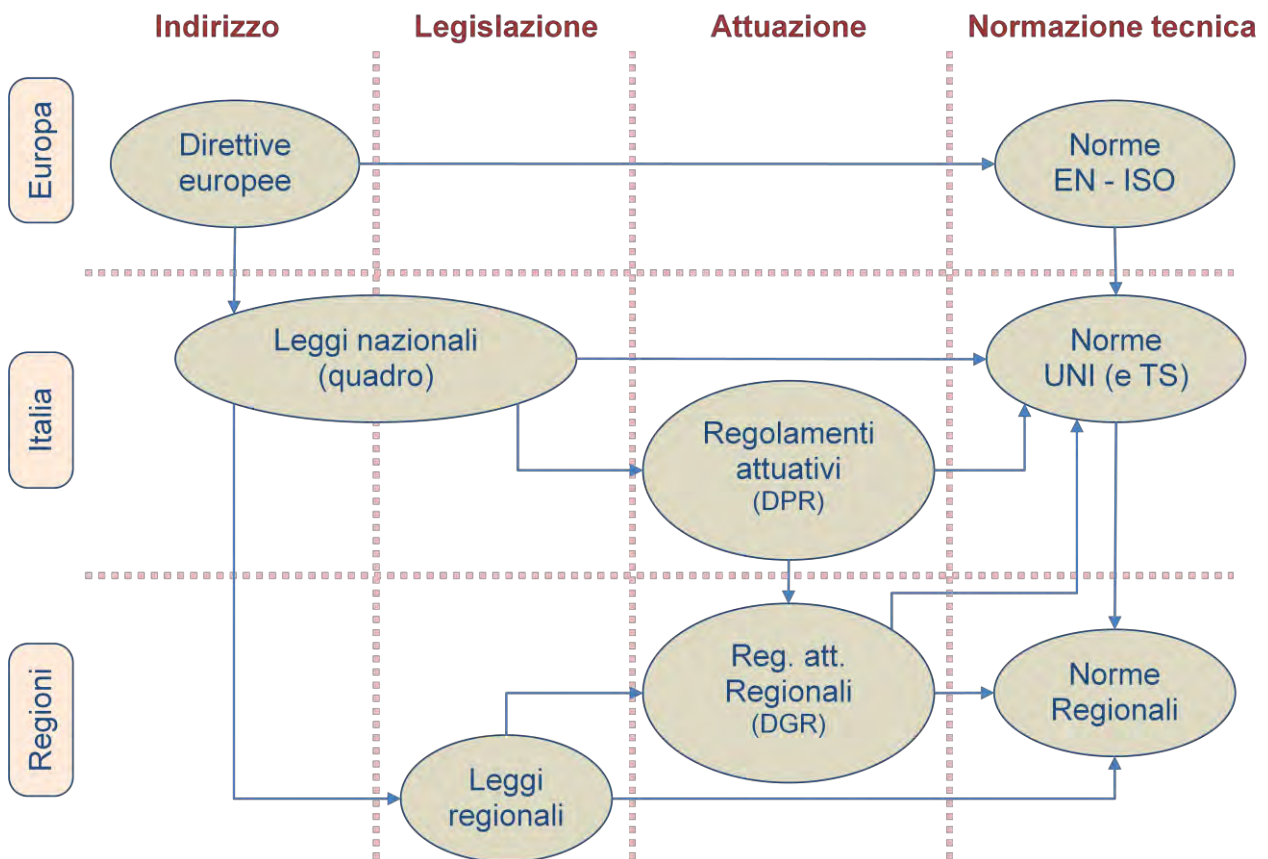 Indirizzo
Legislazione
Attuazione
Normazione tecnica
Europa
Direttive
europee
Norme
EN - ISO
Italia
Leggi nazionali
(quadro)
Norme
UNI (e TS)
Regolamenti
attuativi
(DPR)
Regioni
Reg. att.
Regionali
(DGR)
Norme
Regionali
Leggi
regionali